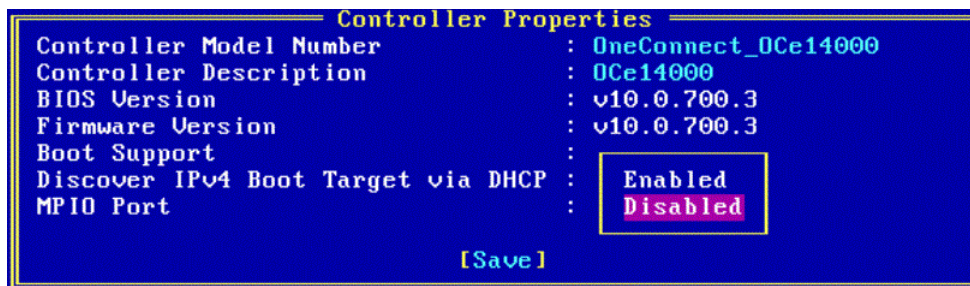 Controller Properties
Controller Model Number : OneConnect_OCe14000
Controller Description : OCe14000
BIOS Version : v10.0.700.3
Firmware Version : v10.0.700.3
Boot Support :
Discover IPv4 Boot Target via DHCP : Enabled
MPIO Port : Disabled
[Save]